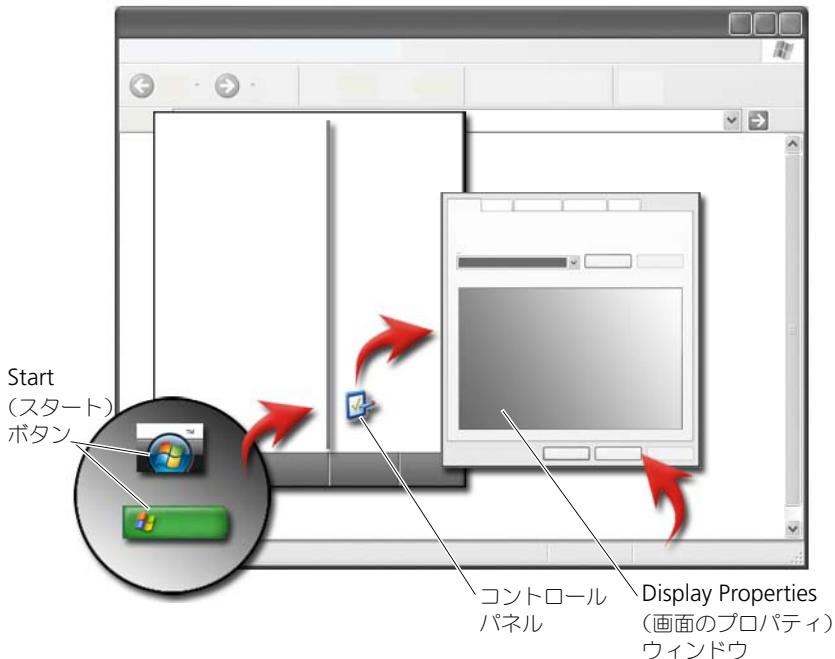 Start
（スタート）
ボタン
TM
コントロール
パネル
Display Properties
（画面のプロパティ）
ウィンドウ